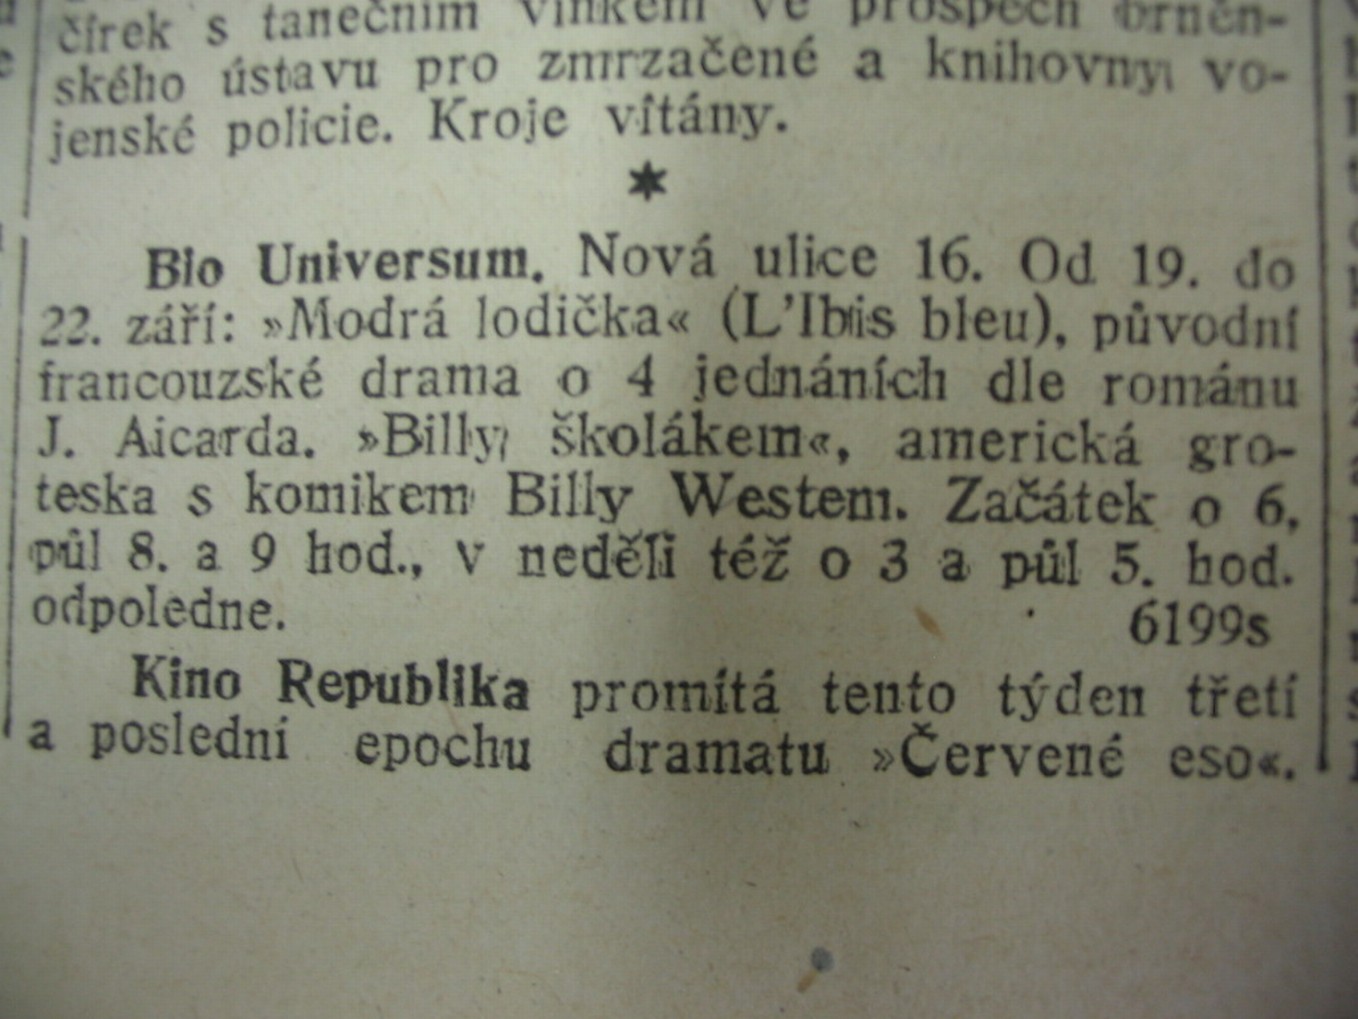 čírek s tanečním vínkem ve prospěch brněn-
ského ústavu pro zmrzačené a knihovny vo-
jenské policie. Kroje vítány.
Bio Universum. Nová ulice 16. Od 19. do
22. září: »Modrá lodička« (L'Ibis bleu), původní
francouzské drama o 4 jednáních dle románu
J. Aicarda. »Billy školákem«, americká gro-
teska s komikem Billy Westem. Začátek o 6,
půl 8. a 9 hod., v neděli též o 3 a půl 5. hod.
odpoledne. 6199s
Kino Republika promítá tento týden třetí
a poslední epochu dramatu »Červené eso«.